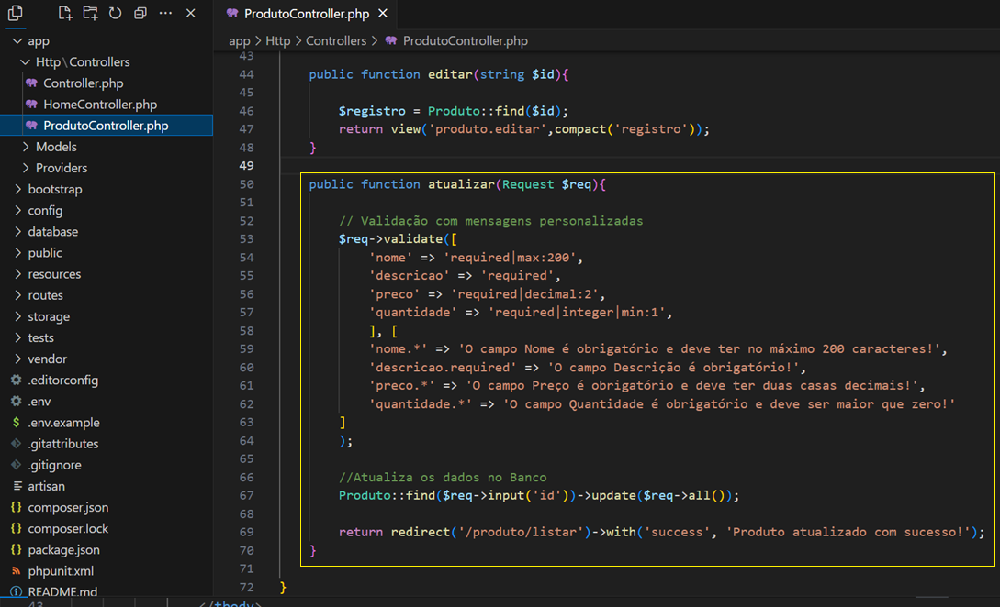 ProdutoController.php
app > Http > Controllers > ProdutoController.php
app
Http\Controllers
Controller.php
HomeController.php
ProdutoController.php
Models
Providers
bootstrap
config
database
public
resources
routes
storage
tests
vendor
.editorconfig
.env
$ .env.example
.gitattributes
.gitignore
artisan
{} composer.json
{} composer.lock
{} package.json
phpunit.xml
README.md
43
44 public function editar(string $id){
45
46 $registro = Produto::find($id);
47 return view('produto.editar',compact('registro'));
48 }
49
50 public function atualizar(Request $req){
51
52 // Validação com mensagens personalizadas
53 $req->validate([
54 'nome' => 'required|max:200',
55 'descricao' => 'required',
56 'preco' => 'required|decimal:2',
57 'quantidade' => 'required|integer|min:1',
58 ], [
59 'nome.*' => 'O campo Nome é obrigatório e deve ter no máximo 200 caracteres!',
60 'descricao.required' => 'O campo Descrição é obrigatório!',
61 'preco.*' => 'O campo Preço é obrigatório e deve ter duas casas decimais!',
62 'quantidade.*' => 'O campo Quantidade é obrigatório e deve ser maior que zero!'
63 ]
64 );
65
66 //Atualiza os dados no Banco
67 Produto::find($req->input('id'))->update($req->all());
68
69 return redirect('/produto/listar')->with('success', 'Produto atualizado com sucesso!');
70 }
71
72 }
43 </tbody>